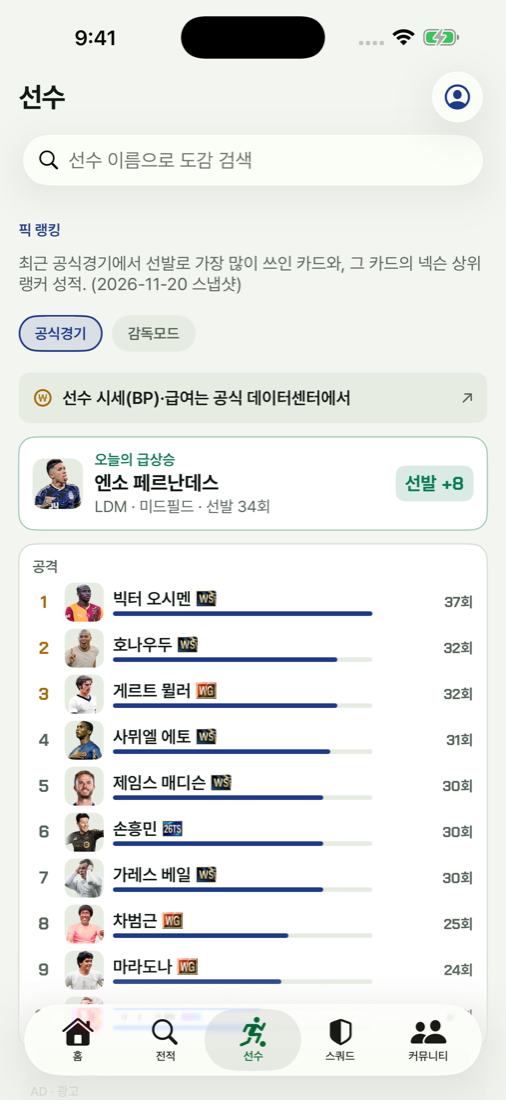 9:41
선수
선수 이름으로 도감 검색
픽 랭킹
최근 공식경기에서 선발로 가장 많이 쓰인 카드와, 그 카드의 넥슨 상위
랭커 성적. (2026-11-20 스냅샷)
공식경기 감독모드
W 선수 시세(BP)·급여는 공식 데이터센터에서
오늘의 급상승
엔소 페르난데스
LDM · 미드필드 · 선발 34회
선발 +8
공격
1 빅터 오시멘 WS 37회
2 호나우두 WS 32회
3 게르트 뮐러 WG 32회
4 사뮈엘 에토 WS 31회
5 제임스 매디슨 WS 30회
6 손흥민 26TS 30회
7 가레스 베일 WS 30회
8 차범근 WG 25회
9 마라도나 WG 24회
홈 전적 선수 스쿼드 커뮤니티
AD · 광고